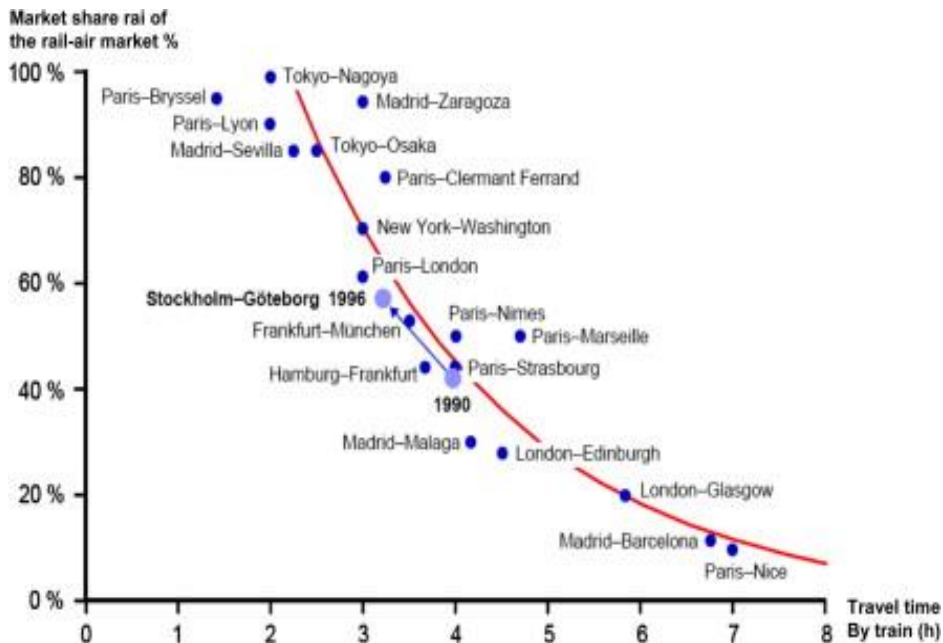 Market share rai of
the rail-air market %
100 %
Tokyo–Nagoya
Paris–Bryssel
Madrid–Zaragoza
Paris–Lyon
Madrid–Sevilla
Tokyo–Osaka
80 %
Paris–Clermant Ferrand
New York–Washington
Paris–London
60 %
Stockholm–Göteborg 1996
Paris–Nimes
Frankfurt–München
Paris–Marseille
Hamburg–Frankfurt
Paris–Strasbourg
40 %
1990
Madrid–Malaga
London–Edinburgh
20 %
London–Glasgow
Madrid–Barcelona
Paris–Nice
0 %
0 1 2 3 4 5 6 7 8
Travel time
By train (h)